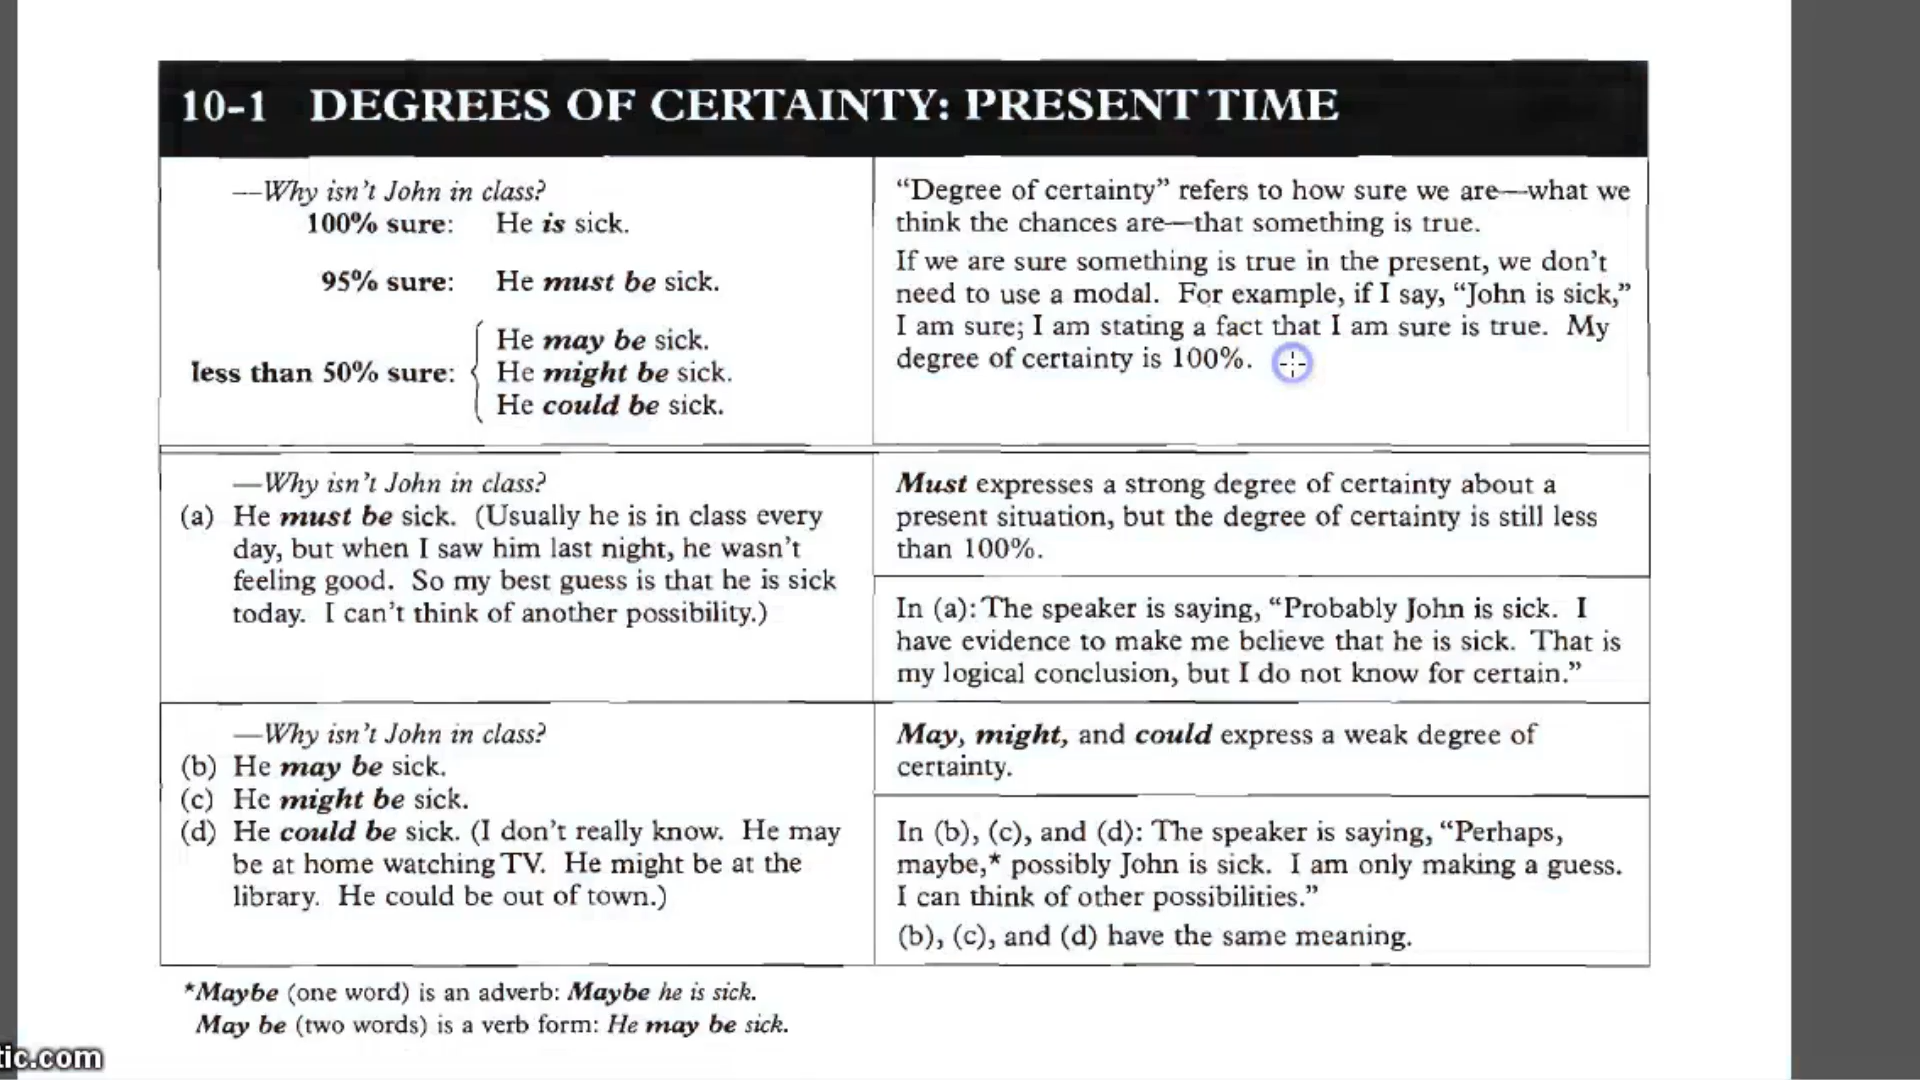 10-1 DEGREES OF CERTAINTY: PRESENT TIME
—Why isn't John in class?
100% sure: He is sick.
95% sure: He must be sick.
He may be sick.
less than 50% sure: He might be sick.
He could be sick.
“Degree of certainty” refers to how sure we are—what we
think the chances are—that something is true.
If we are sure something is true in the present, we don't
need to use a modal. For example, if I say, “John is sick,”
I am sure; I am stating a fact that I am sure is true. My
degree of certainty is 100%.
—Why isn't John in class?
(a) He must be sick. (Usually he is in class every
day, but when I saw him last night, he wasn't
feeling good. So my best guess is that he is sick
today. I can't think of another possibility.)
Must expresses a strong degree of certainty about a
present situation, but the degree of certainty is still less
than 100%.
In (a): The speaker is saying, “Probably John is sick. I
have evidence to make me believe that he is sick. That is
my logical conclusion, but I do not know for certain.”
—Why isn't John in class?
(b) He may be sick.
(c) He might be sick.
(d) He could be sick. (I don't really know. He may
be at home watching TV. He might be at the
library. He could be out of town.)
May, might, and could express a weak degree of
certainty.
In (b), (c), and (d): The speaker is saying, “Perhaps,
maybe,* possibly John is sick. I am only making a guess.
I can think of other possibilities.”
(b), (c), and (d) have the same meaning.
*Maybe (one word) is an adverb: Maybe he is sick.
May be (two words) is a verb form: He may be sick.
tic.com